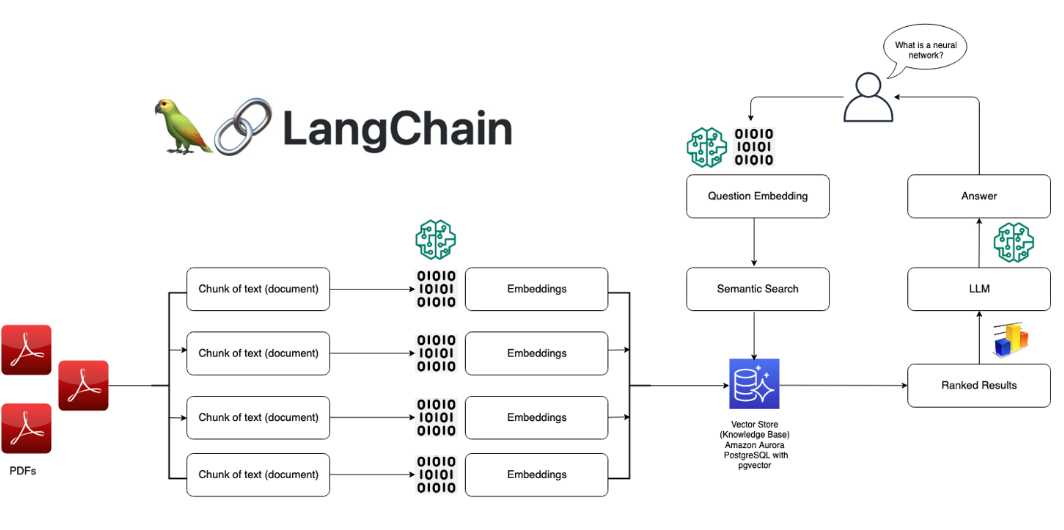 What is a neural
network?
LangChain
01010
10101
01010
Question Embedding
Answer
Chunk of text (document)
01010
10101
01010
Embeddings
Semantic Search
LLM
Chunk of text (document)
01010
10101
01010
Embeddings
Ranked Results
Chunk of text (document)
01010
10101
01010
Embeddings
Vector Store
(Knowledge Base)
Amazon Aurora
PostgreSQL with
pgvector
PDFs
Chunk of text (document)
01010
10101
01010
Embeddings